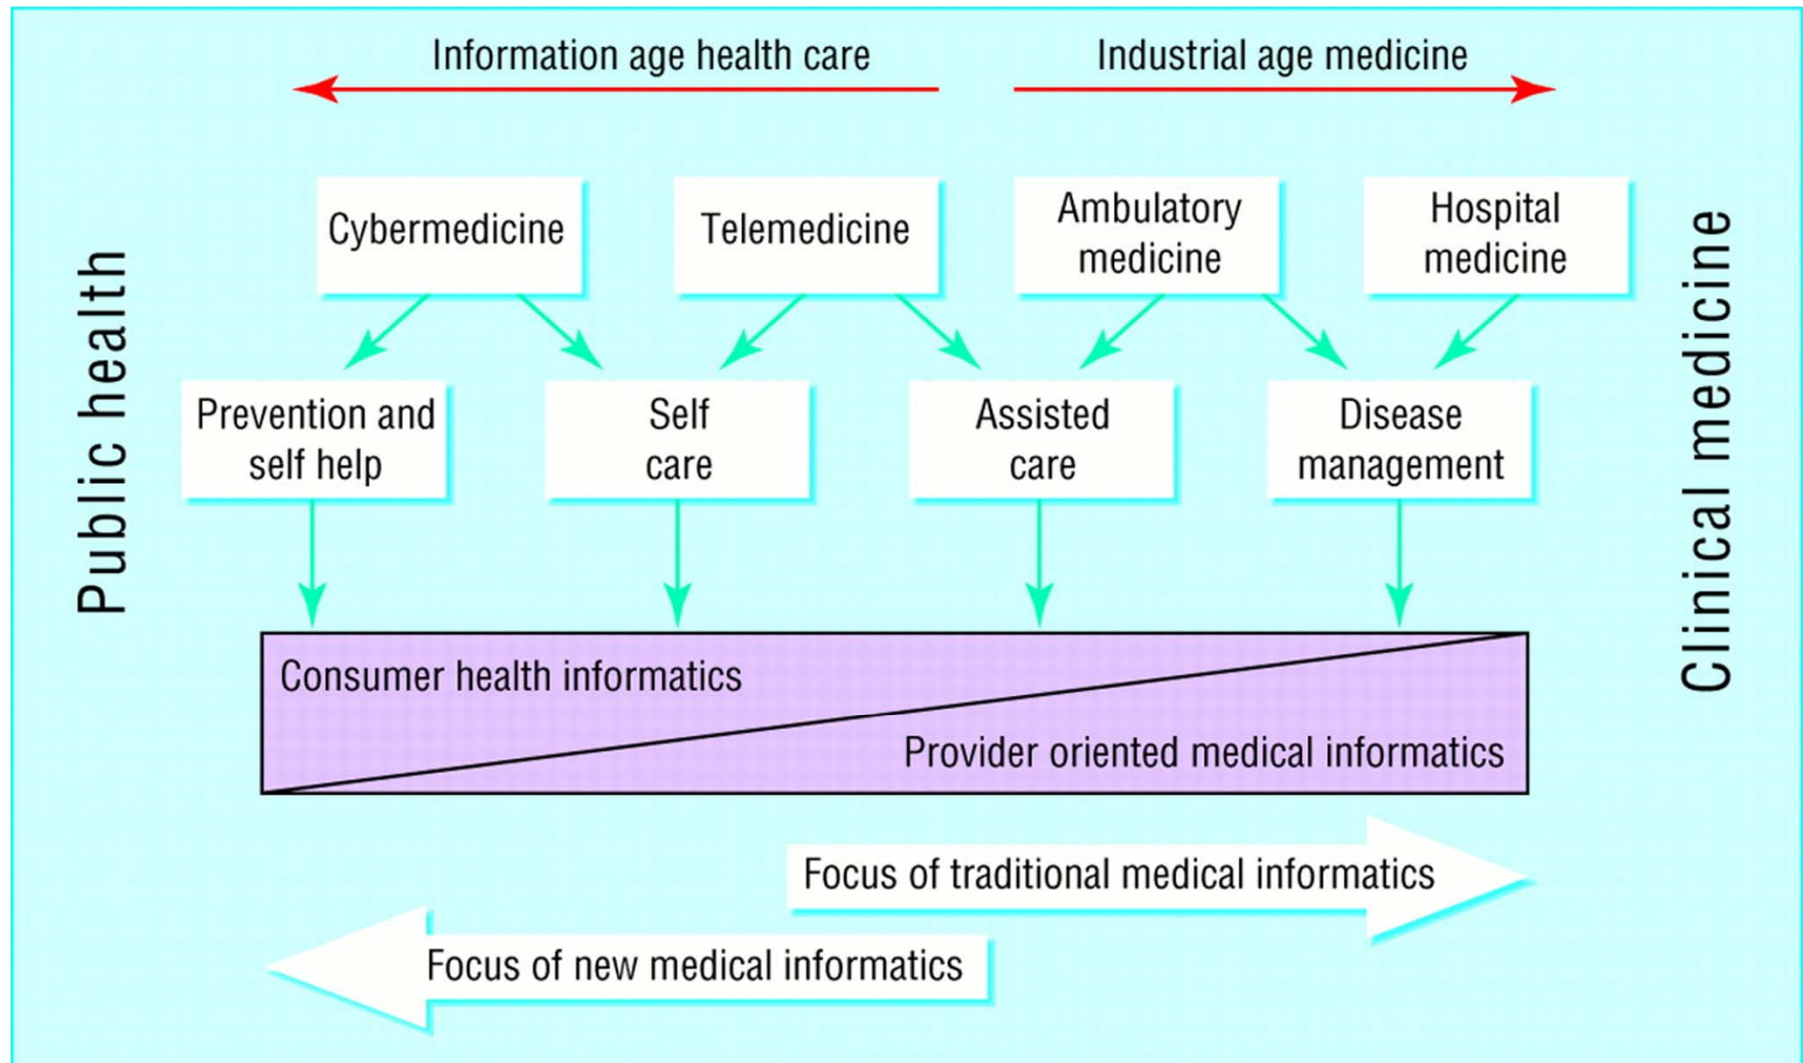 Information age health care
Industrial age medicine
Public health
Clinical medicine
Cybermedicine
Telemedicine
Ambulatory
medicine
Hospital
medicine
Prevention and
self help
Self
care
Assisted
care
Disease
management
Consumer health informatics
Provider oriented medical informatics
Focus of traditional medical informatics
Focus of new medical informatics